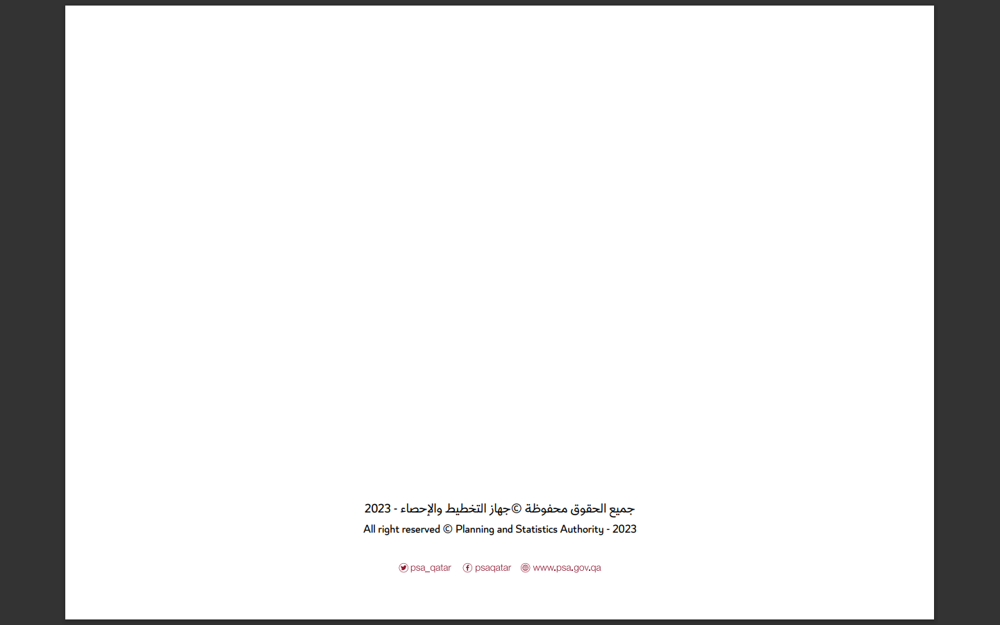 جميع الحقوق محفوظة ©جهاز التخطيط والإحصاء - 2023
All right reserved © Planning and Statistics Authority - 2023
psa_qatar psaqatar www.psa.gov.qa